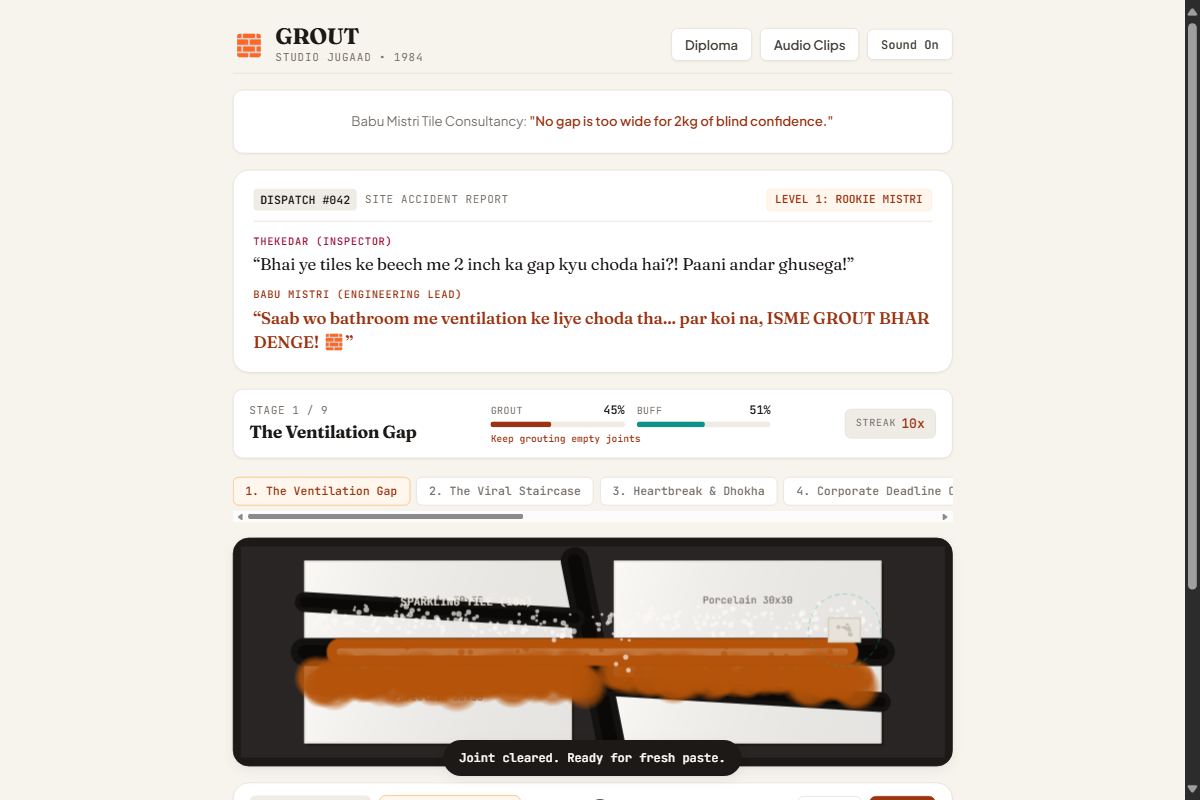 GROUT
STUDIO JUGAAD • 1984
Diploma
Audio Clips
Sound On
Babu Mistri Tile Consultancy: "No gap is too wide for 2kg of blind confidence."
DISPATCH #042 SITE ACCIDENT REPORT
LEVEL 1: ROOKIE MISTRI
THEKEDAR (INSPECTOR)
“Bhai ye tiles ke beech me 2 inch ka gap kyu choda hai?! Paani andar ghusega!”
BABU MISTRI (ENGINEERING LEAD)
“Saab wo bathroom me ventilation ke liye choda tha... par koi na, ISME GROUT BHAR
DENGE! 🧱”
STAGE 1 / 9
The Ventilation Gap
GROUT 45%
BUFF 51%
Keep grouting empty joints
STREAK 10x
1. The Ventilation Gap
2. The Viral Staircase
3. Heartbreak & Dhokha
4. Corporate Deadline
Porcelain 30x30
Joint cleared. Ready for fresh paste.